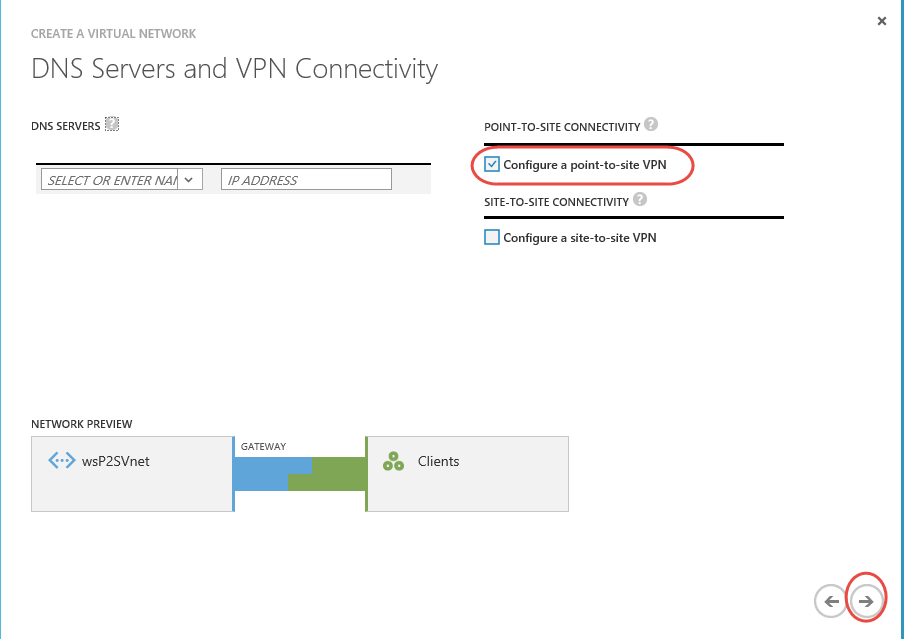 CREATE A VIRTUAL NETWORK
DNS Servers and VPN Connectivity
DNS SERVERS ?
SELECT OR ENTER NAI
IP ADDRESS
POINT-TO-SITE CONNECTIVITY ?
Configure a point-to-site VPN
SITE-TO-SITE CONNECTIVITY ?
Configure a site-to-site VPN
NETWORK PREVIEW
wsP2SVnet
GATEWAY
Clients